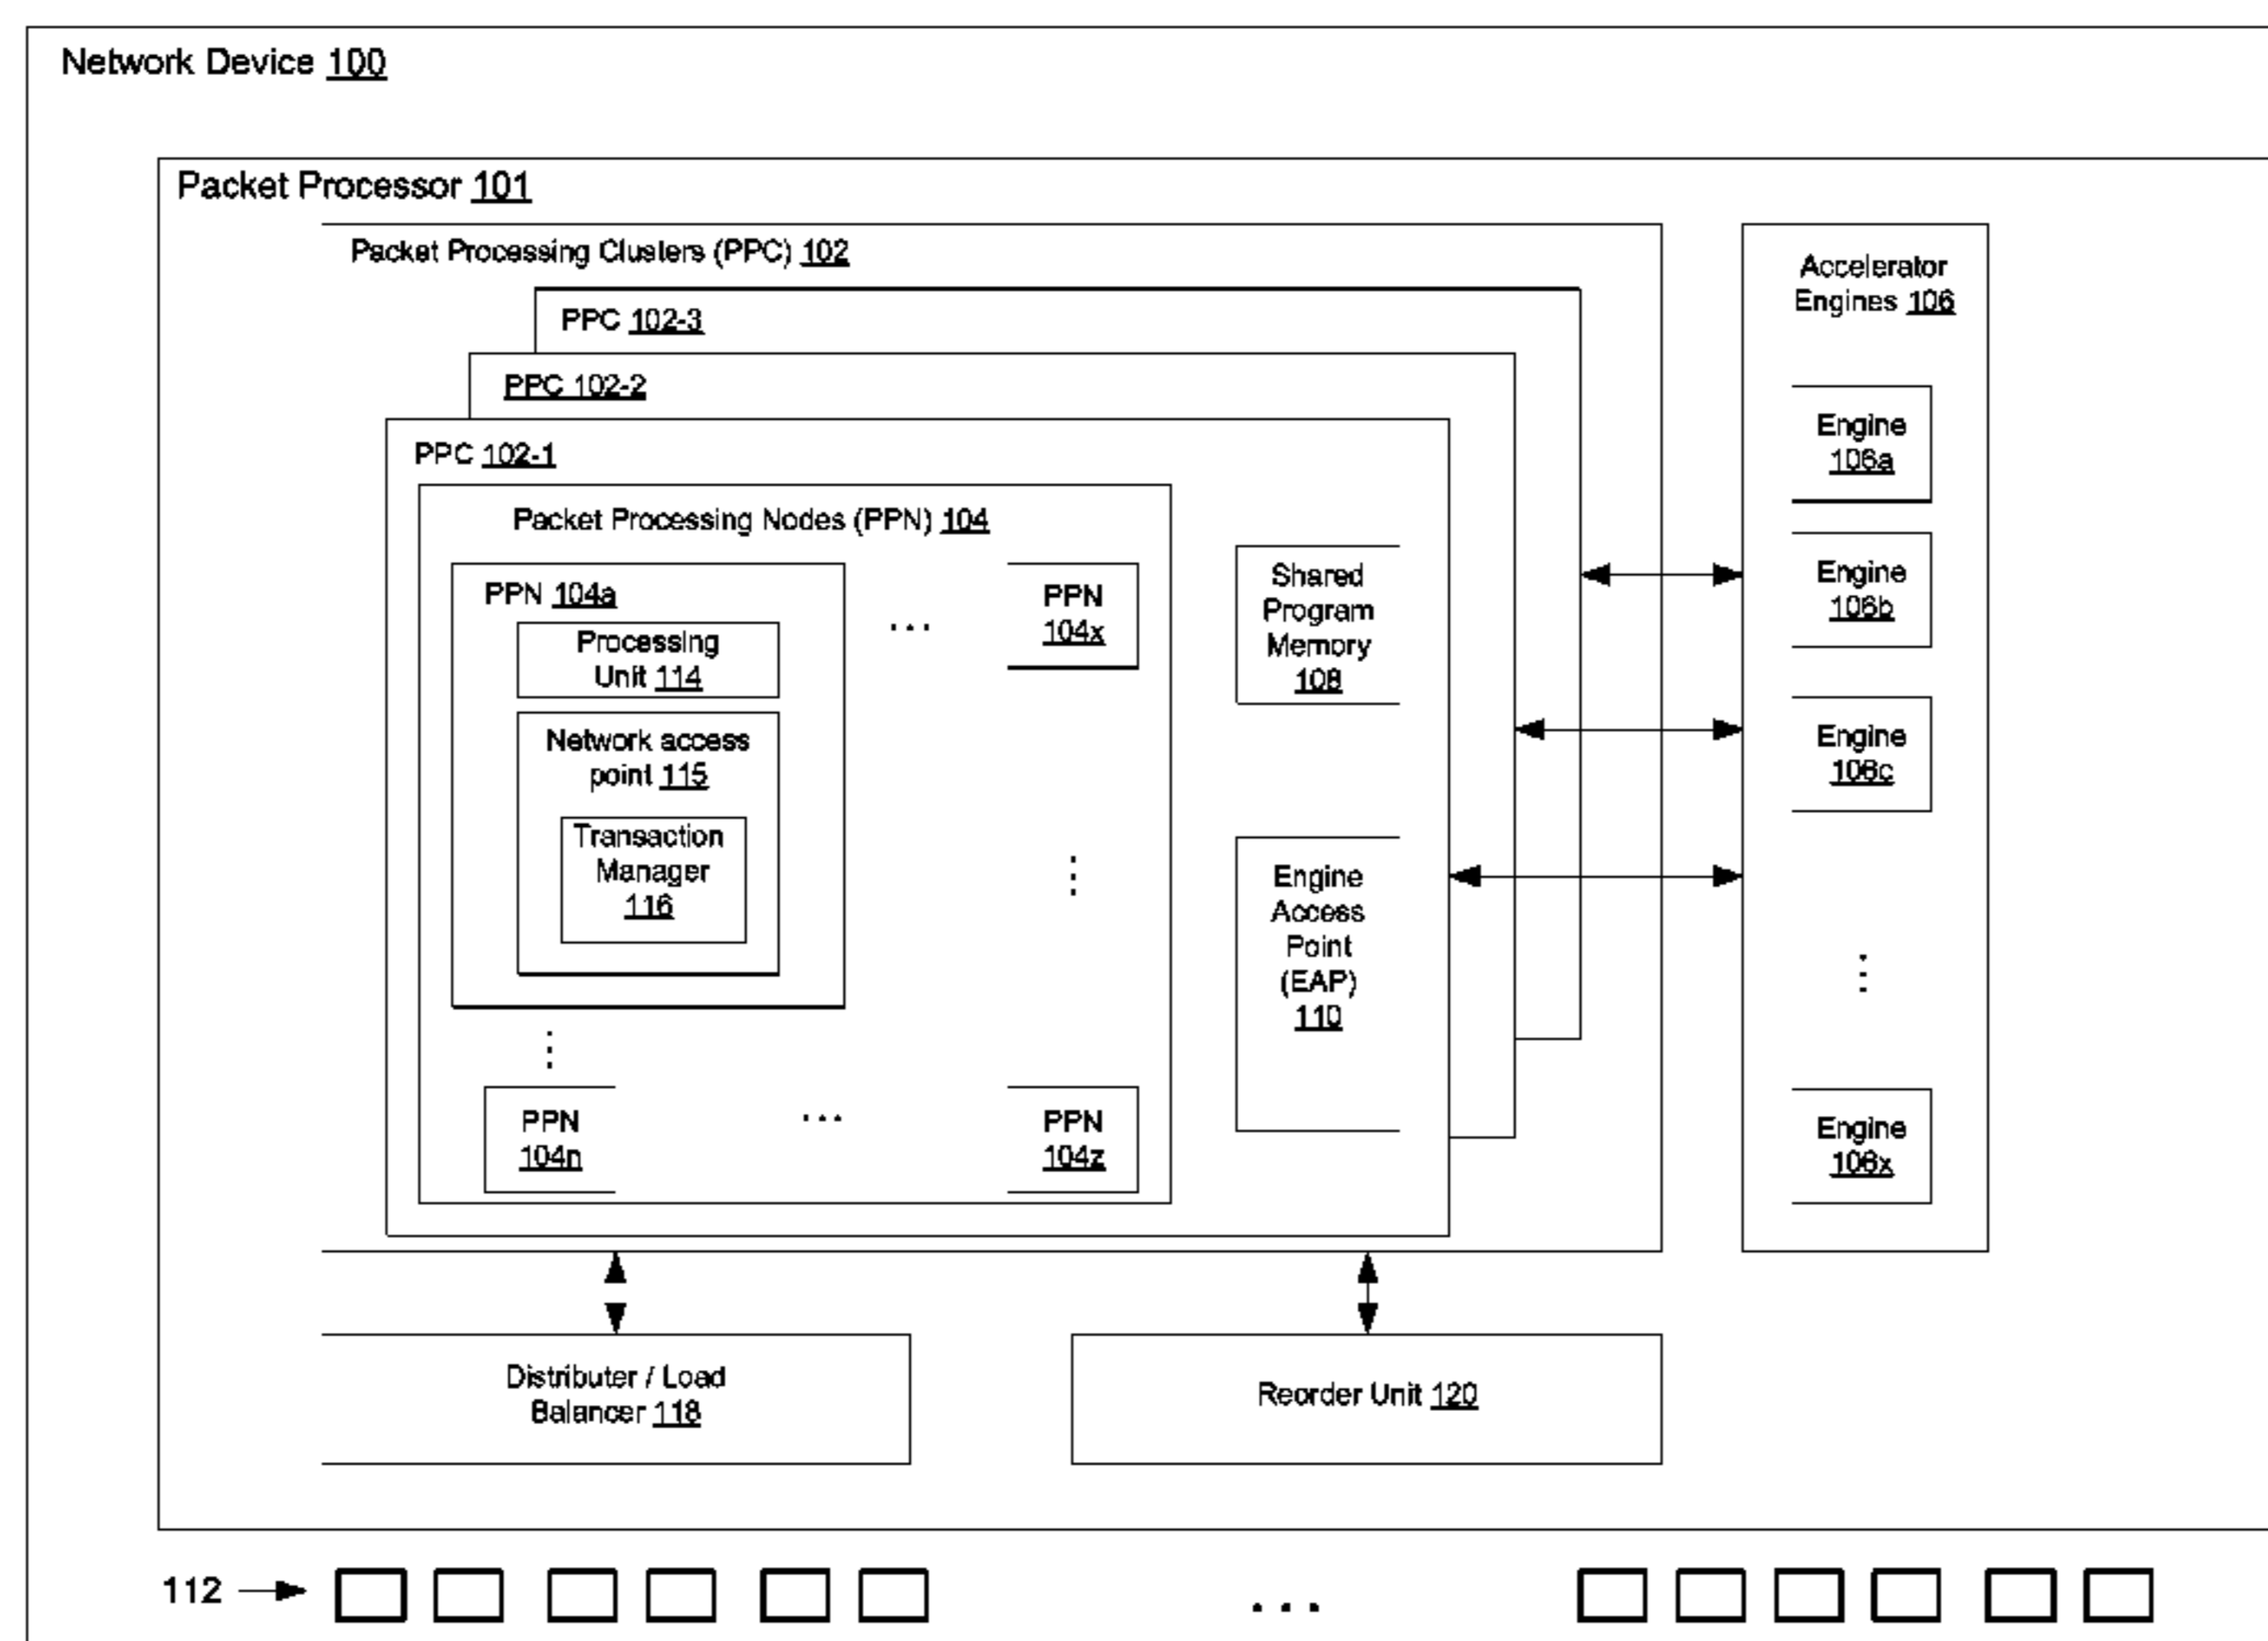 Network Device 100
Packet Processor 101
Packet Processing Clusters (PPC) 102
PPC 102-3
PPC 102-2
PPC 102-1
Packet Processing Nodes (PPN) 104
PPN 104a
Processing
Unit 114
Network access
point 115
Transaction
Manager
116
...
PPN
104x
⋮
⋮
PPN
104n
...
PPN
104z
Shared
Program
Memory
108
Engine
Access
Point
(EAP)
110
Accelerator
Engines 106
Engine
106a
Engine
106b
Engine
106c
⋮
Engine
106x
Distributer / Load
Balancer 118
Reorder Unit 120
112
...